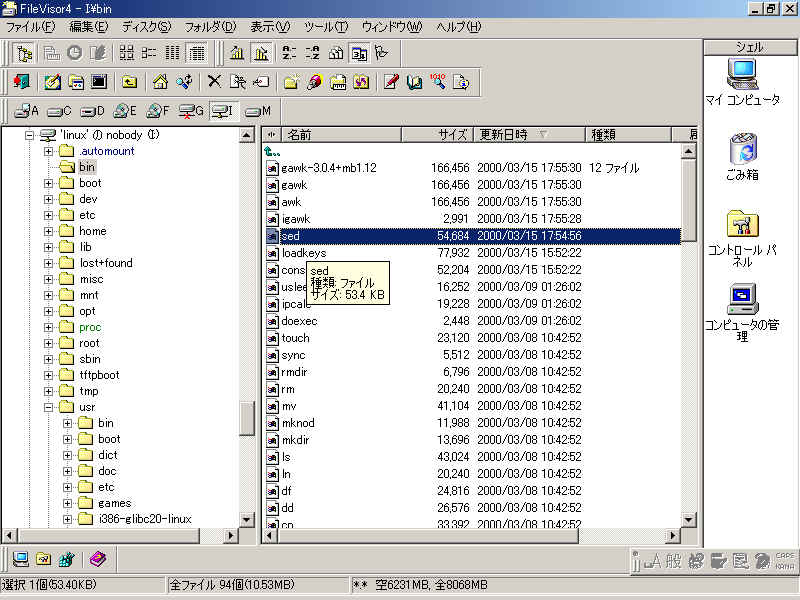 FileVisor4 - I:¥bin
ファイル(F) 編集(E) ディスク(S) フォルダ(D) 表示(V) ツール(T) ウィンドウ(W) ヘルプ(H)
A C D E F G I M
シェル
マイ コンピュータ
ごみ箱
コントロール パネル
コンピュータの管理
'linux' の nobody (I:)
.automount
bin
boot
dev
etc
home
lib
lost+found
misc
mnt
opt
proc
root
sbin
tftpboot
tmp
usr
bin
boot
dict
doc
etc
games
i386-glibc20-linux
名前 サイズ 更新日時 種類
gawk-3.0.4+mb1.12 166,456 2000/03/15 17:55:30 12 ファイル
gawk 166,456 2000/03/15 17:55:30
awk 166,456 2000/03/15 17:55:30
igawk 2,991 2000/03/15 17:55:28
sed 54,684 2000/03/15 17:54:56
loadkeys 77,932 2000/03/15 15:52:22
cons 52,204 2000/03/15 15:52:22
uslee 16,252 2000/03/09 01:26:02
ipcalc 19,228 2000/03/09 01:26:02
doexec 2,448 2000/03/09 01:26:02
touch 23,120 2000/03/08 10:42:52
sync 5,512 2000/03/08 10:42:52
rmdir 6,796 2000/03/08 10:42:52
rm 20,240 2000/03/08 10:42:52
mv 41,104 2000/03/08 10:42:52
mknod 11,988 2000/03/08 10:42:52
mkdir 13,696 2000/03/08 10:42:52
ls 43,024 2000/03/08 10:42:52
ln 20,240 2000/03/08 10:42:52
df 24,816 2000/03/08 10:42:52
dd 26,576 2000/03/08 10:42:52
cp 33,392 2000/03/08 10:42:52
sed
種類: ファイル
サイズ: 53.4 KB
A 般 CAPS
KANA
選択 1個(53.40KB) 全ファイル 94個(10.53MB) ** 空6231MB, 全8068MB